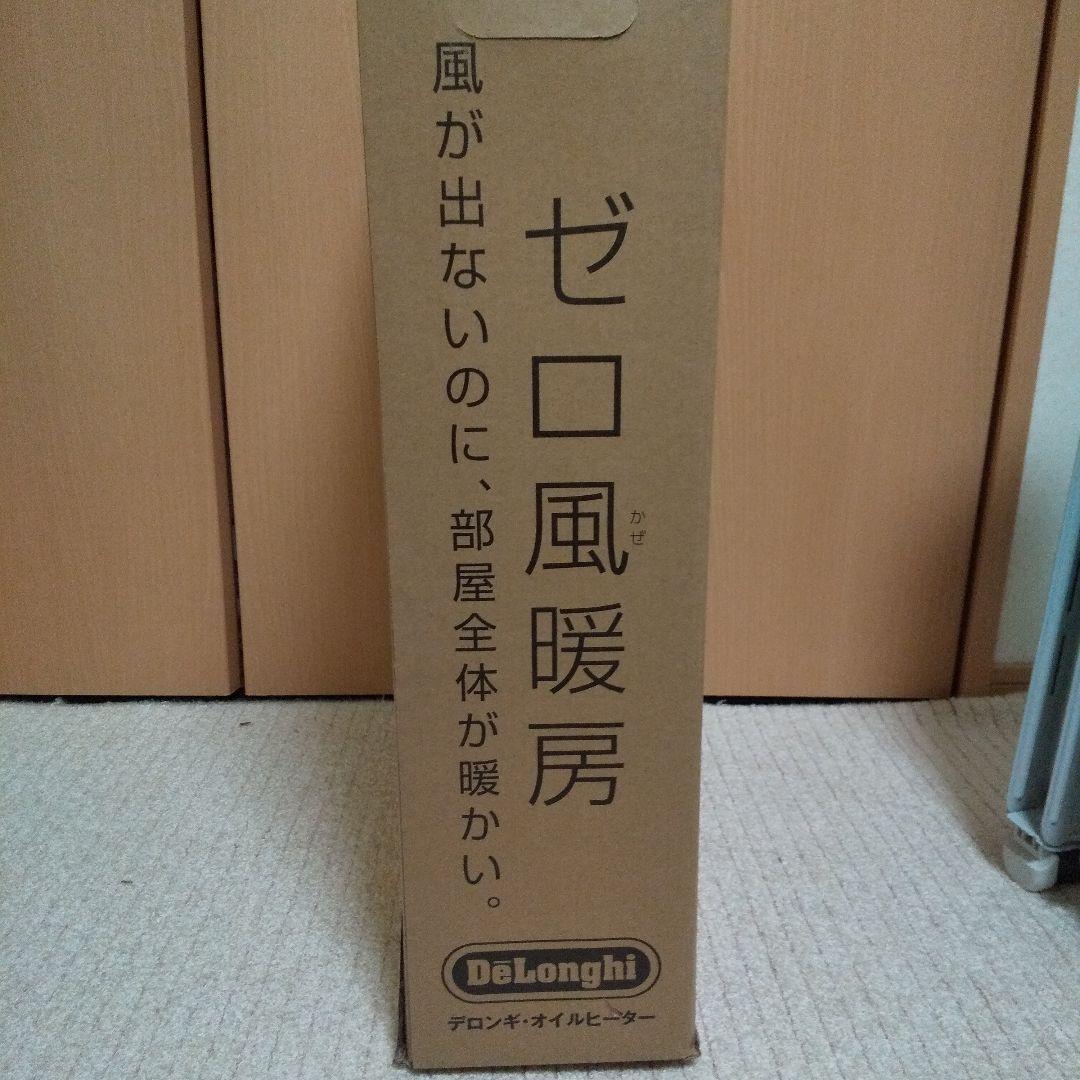 ゼロ風暖房
かぜ
風が出ないのに、部屋全体が暖かい。
DēLonghi
デロンギ・オイルヒーター